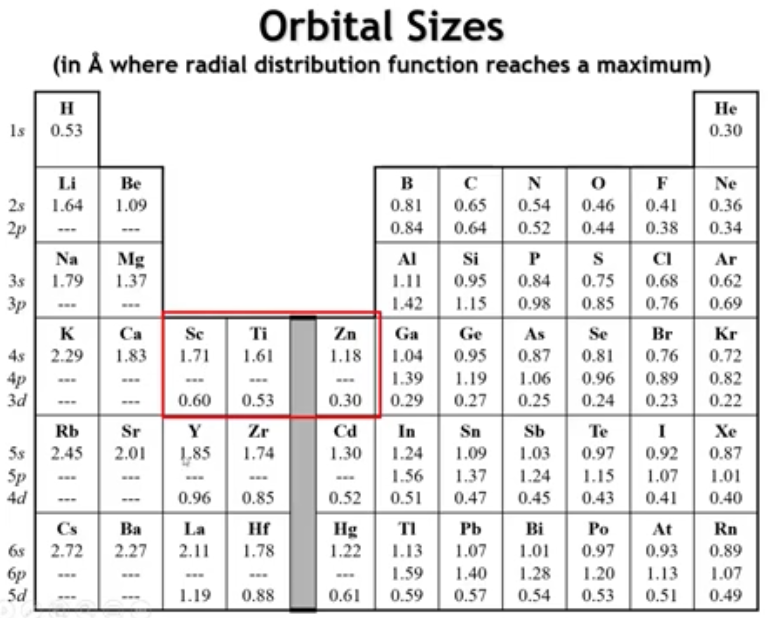 Orbital Sizes
(in Å where radial distribution function reaches a maximum)
H He
1s 0.53 0.30
Li Be B C N O F Ne
2s 1.64 1.09 0.81 0.65 0.54 0.46 0.41 0.36
2p --- --- 0.84 0.64 0.52 0.44 0.38 0.34
Na Mg Al Si P S Cl Ar
3s 1.79 1.37 1.11 0.95 0.84 0.75 0.68 0.62
3p --- --- 1.42 1.15 0.98 0.85 0.76 0.69
K Ca Sc Ti Zn Ga Ge As Se Br Kr
4s 2.29 1.83 1.71 1.61 1.18 1.04 0.95 0.87 0.81 0.76 0.72
4p --- --- --- --- --- 1.39 1.19 1.06 0.96 0.89 0.82
3d --- --- 0.60 0.53 0.30 0.29 0.27 0.25 0.24 0.23 0.22
Rb Sr Y Zr Cd In Sn Sb Te I Xe
5s 2.45 2.01 1.85 1.74 1.30 1.24 1.09 1.03 0.97 0.92 0.87
5p --- --- --- --- --- 1.56 1.37 1.24 1.15 1.07 1.01
4d --- --- 0.96 0.85 0.52 0.51 0.47 0.45 0.43 0.41 0.40
Cs Ba La Hf Hg Tl Pb Bi Po At Rn
6s 2.72 2.27 2.11 1.78 1.22 1.13 1.07 1.01 0.97 0.93 0.89
6p --- --- --- --- --- 1.59 1.40 1.28 1.20 1.13 1.07
5d --- --- 1.19 0.88 0.61 0.59 0.57 0.54 0.53 0.51 0.49